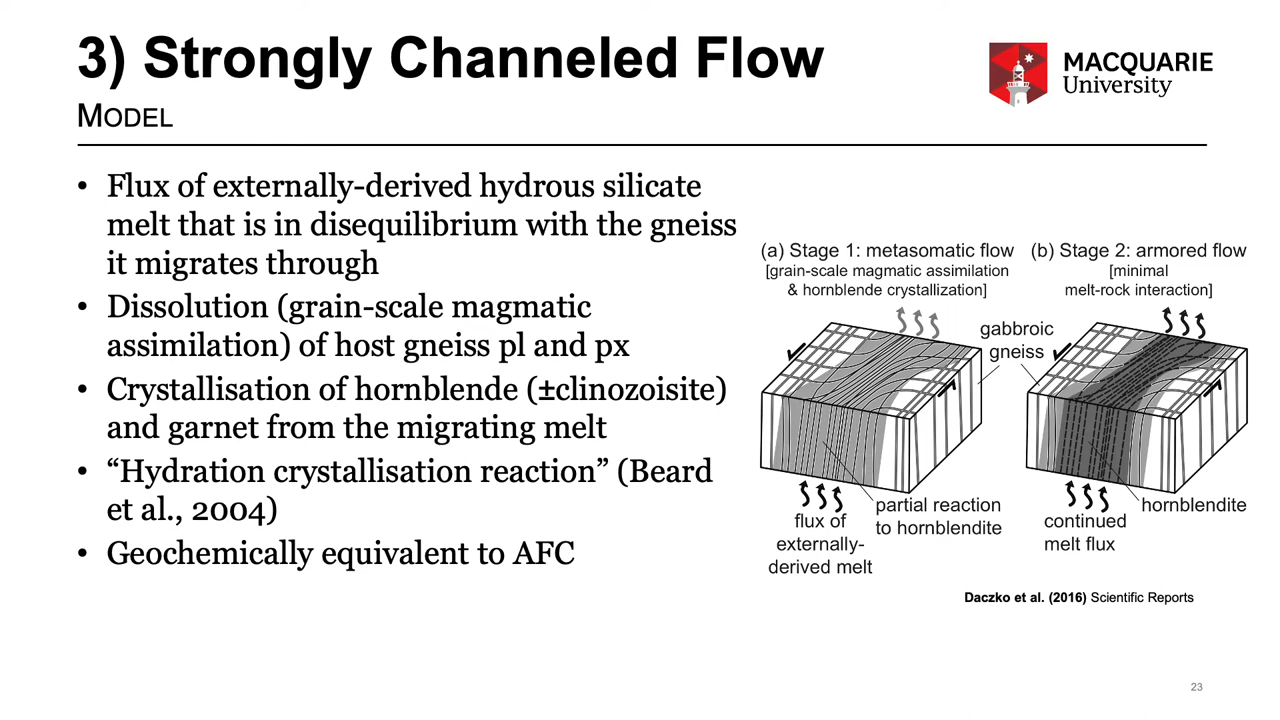 3) Strongly Channeled Flow
MODEL
MACQUARIE
University
• Flux of externally-derived hydrous silicate
melt that is in disequilibrium with the gneiss
it migrates through
• Dissolution (grain-scale magmatic
assimilation) of host gneiss pl and px
• Crystallisation of hornblende (±clinozoisite)
and garnet from the migrating melt
• “Hydration crystallisation reaction” (Beard
et al., 2004)
• Geochemically equivalent to AFC
(a) Stage 1: metasomatic flow
[grain-scale magmatic assimilation
& hornblende crystallization]
(b) Stage 2: armored flow
[minimal
melt-rock interaction]
gabbroic
gneiss
flux of
externally-
derived melt
partial reaction
to hornblendite
continued
melt flux
hornblendite
Daczko et al. (2016) Scientific Reports
23